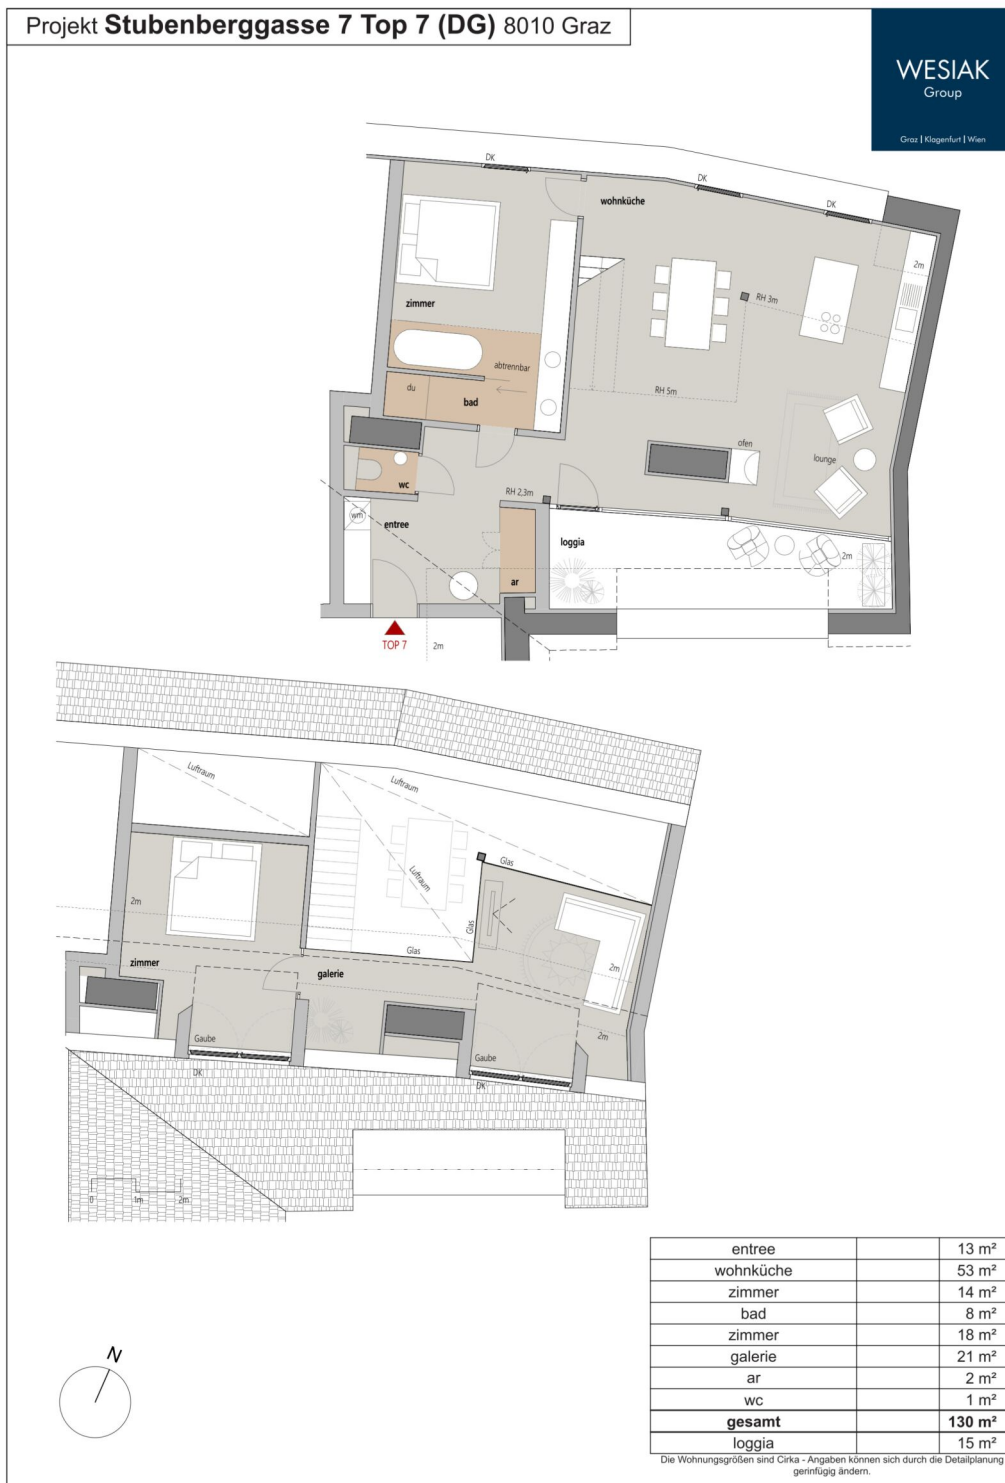 Projekt Stubenberggasse 7 Top 7 (DG) 8010 Graz
WESIAK
Group
Graz | Klagenfurt | Wien
DK
DK
DK
wohnküche
2m
zimmer
RH 3m
abtrennbar
du
bad
RH 5m
ofen
lounge
wc
RH 2,3m
wm
entree
loggia
2m
ar
TOP 7
2m
Luftraum
Luftraum
Luftraum
Glas
2m
Glas
Glas
zimmer
galerie
2m
2m
Gaube
Gaube
DK
DK
0 1m 2m
N
entree 13 m²
wohnküche 53 m²
zimmer 14 m²
bad 8 m²
zimmer 18 m²
galerie 21 m²
ar 2 m²
wc 1 m²
gesamt 130 m²
loggia 15 m²
Die Wohnungsgrößen sind Cirka - Angaben können sich durch die Detailplanung
gerinfügig ändern.